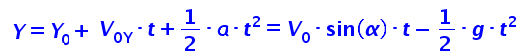 Y = Y₀ + V₀Y · t + 1/2 · a · t² = V₀ · sin(α) · t − 1/2 · g · t²